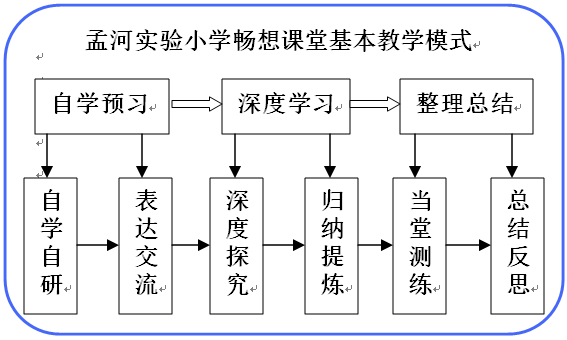 孟河实验小学畅想课堂基本教学模式
自学预习
深度学习
整理总结
自学自研
表达交流
深度探究
归纳提炼
当堂测练
总结反思